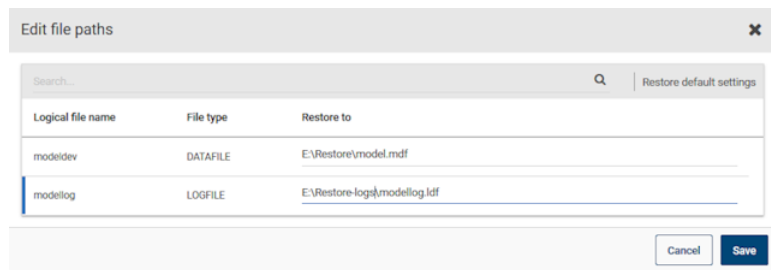 Edit file paths
Search...
Restore default settings
Logical file name File type Restore to
modeldev DATAFILE E:\Restore\model.mdf
modellog LOGFILE E:\Restore-logs\modellog.ldf
Cancel Save